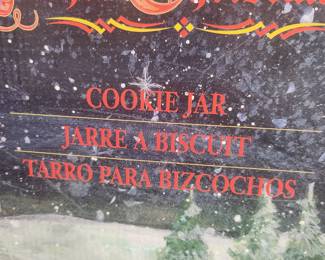 COOKIE JAR
JARRE A BISCUIT
TARRO PARA BIZCOCHOS